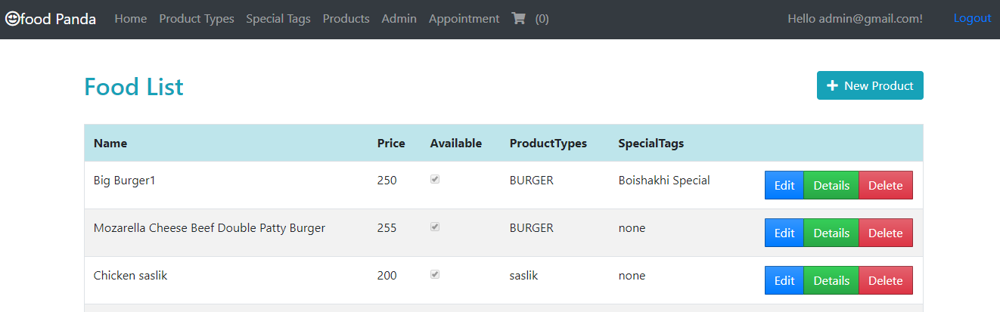 food Panda Home Product Types Special Tags Products Admin Appointment (0) Hello admin@gmail.com! Logout
Food List New Product
Name Price Available ProductTypes SpecialTags
Big Burger1 250 BURGER Boishakhi Special Edit Details Delete
Mozarella Cheese Beef Double Patty Burger 255 BURGER none Edit Details Delete
Chicken saslik 200 saslik none Edit Details Delete